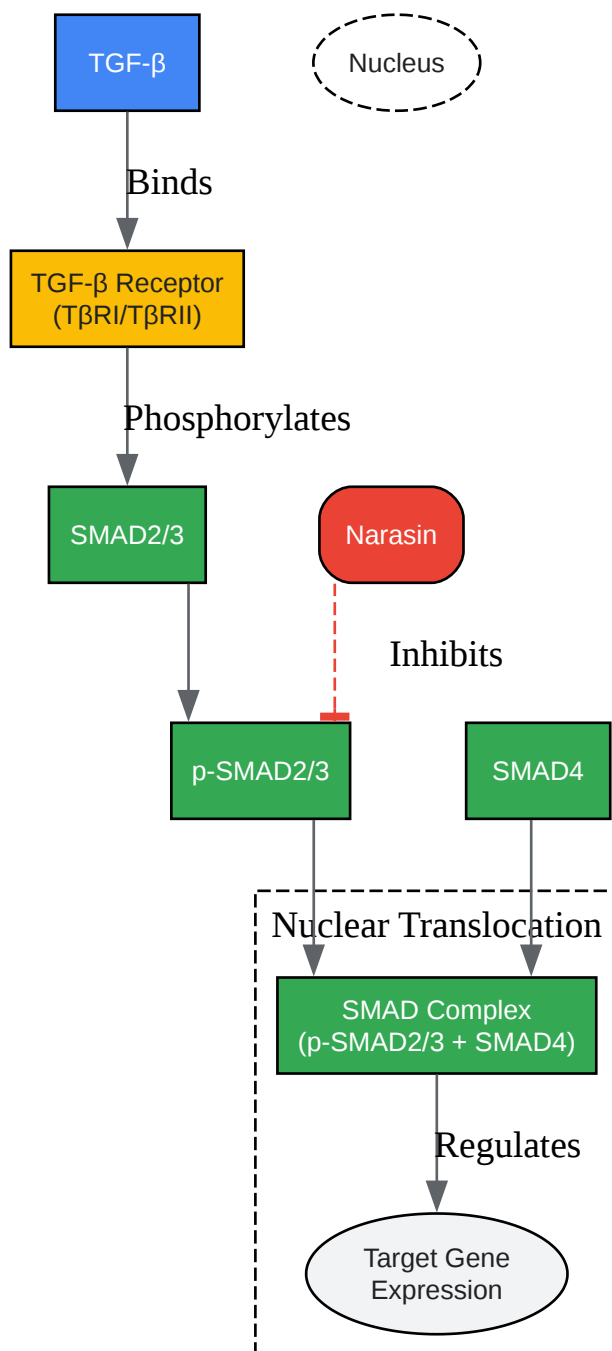 TGF-β
Nucleus
Binds
TGF-β Receptor
(TβRI/TβRII)
Phosphorylates
SMAD2/3
Narasin
Inhibits
p-SMAD2/3
SMAD4
Nuclear Translocation
SMAD Complex
(p-SMAD2/3 + SMAD4)
Regulates
Target Gene
Expression